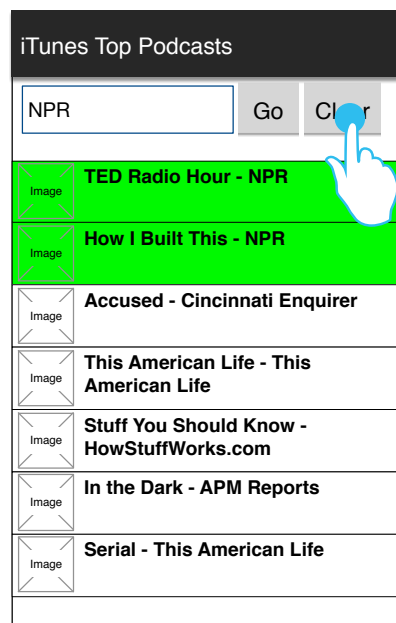 iTunes Top Podcasts
NPR Go
Image TED Radio Hour - NPR
Image How I Built This - NPR
Image Accused - Cincinnati Enquirer
Image This American Life - This
American Life
Image Stuff You Should Know -
HowStuffWorks.com
Image In the Dark - APM Reports
Image Serial - This American Life